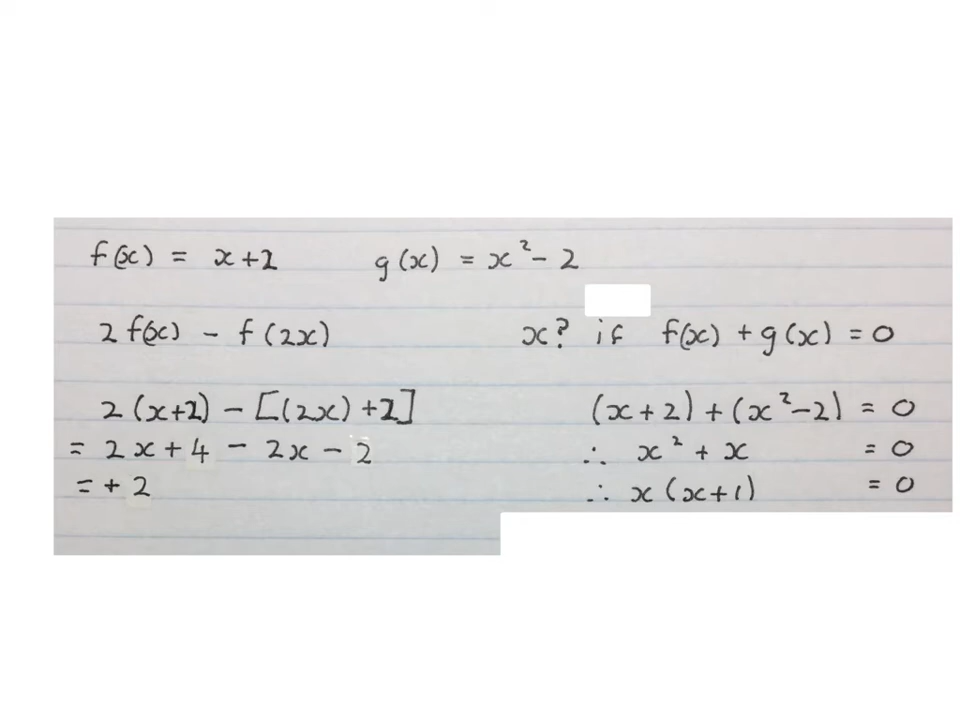 f(x) = x+2 g(x) = x² - 2
2 f(x) - f(2x) x? if f(x) + g(x) = 0
2(x+2) - [(2x) +2] (x+2) + (x²-2) = 0
= 2x+4 - 2x - 2 ∴ x² + x = 0
= + 2 ∴ x(x+1) = 0